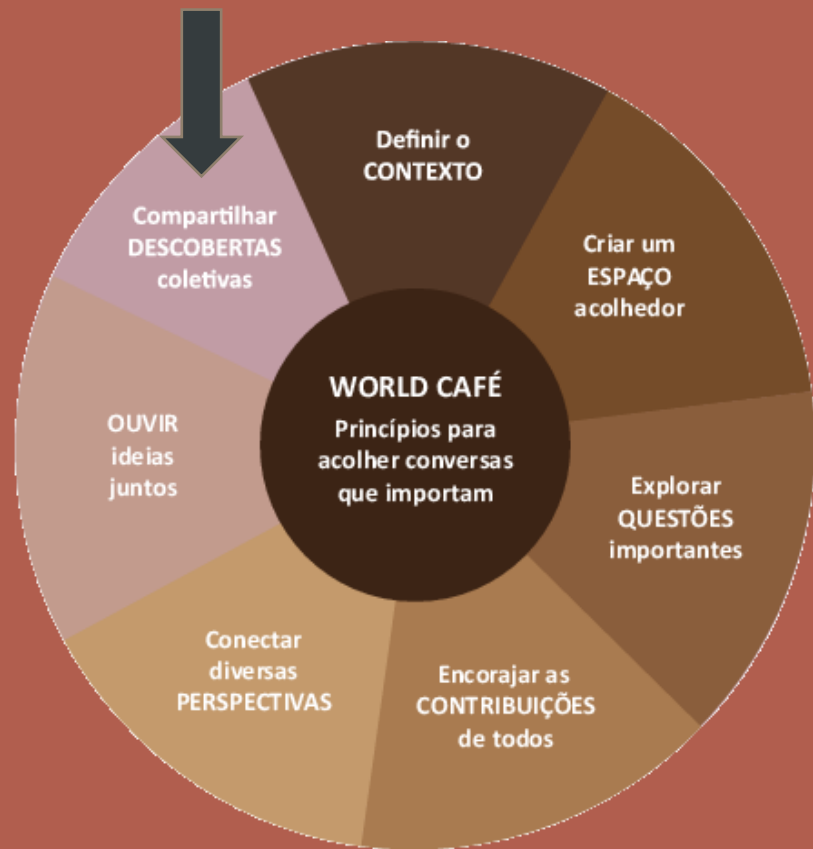 Definir o
CONTEXTO
Criar um
ESPAÇO
acolhedor
Explorar
QUESTÕES
importantes
Encorajar as
CONTRIBUIÇÕES
de todos
Conectar
diversas
PERSPECTIVAS
OUVIR
ideias
juntos
Compartilhar
DESCOBERTAS
coletivas
WORLD CAFÉ
Princípios para
acolher conversas
que importam